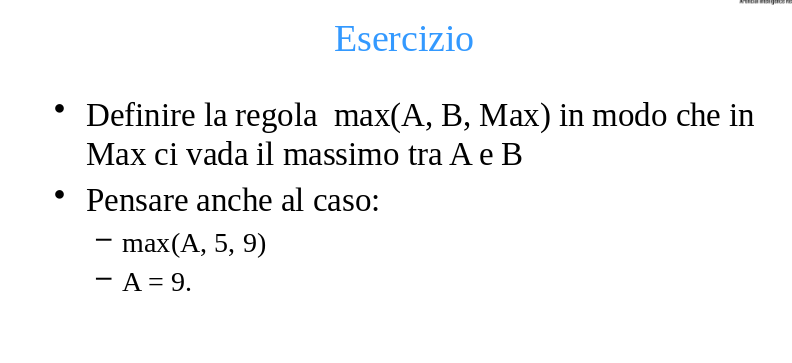 Esercizio
• Definire la regola  max(A, B, Max) in modo che in
Max ci vada il massimo tra A e B
• Pensare anche al caso:
– max(A, 5, 9)
– A = 9.